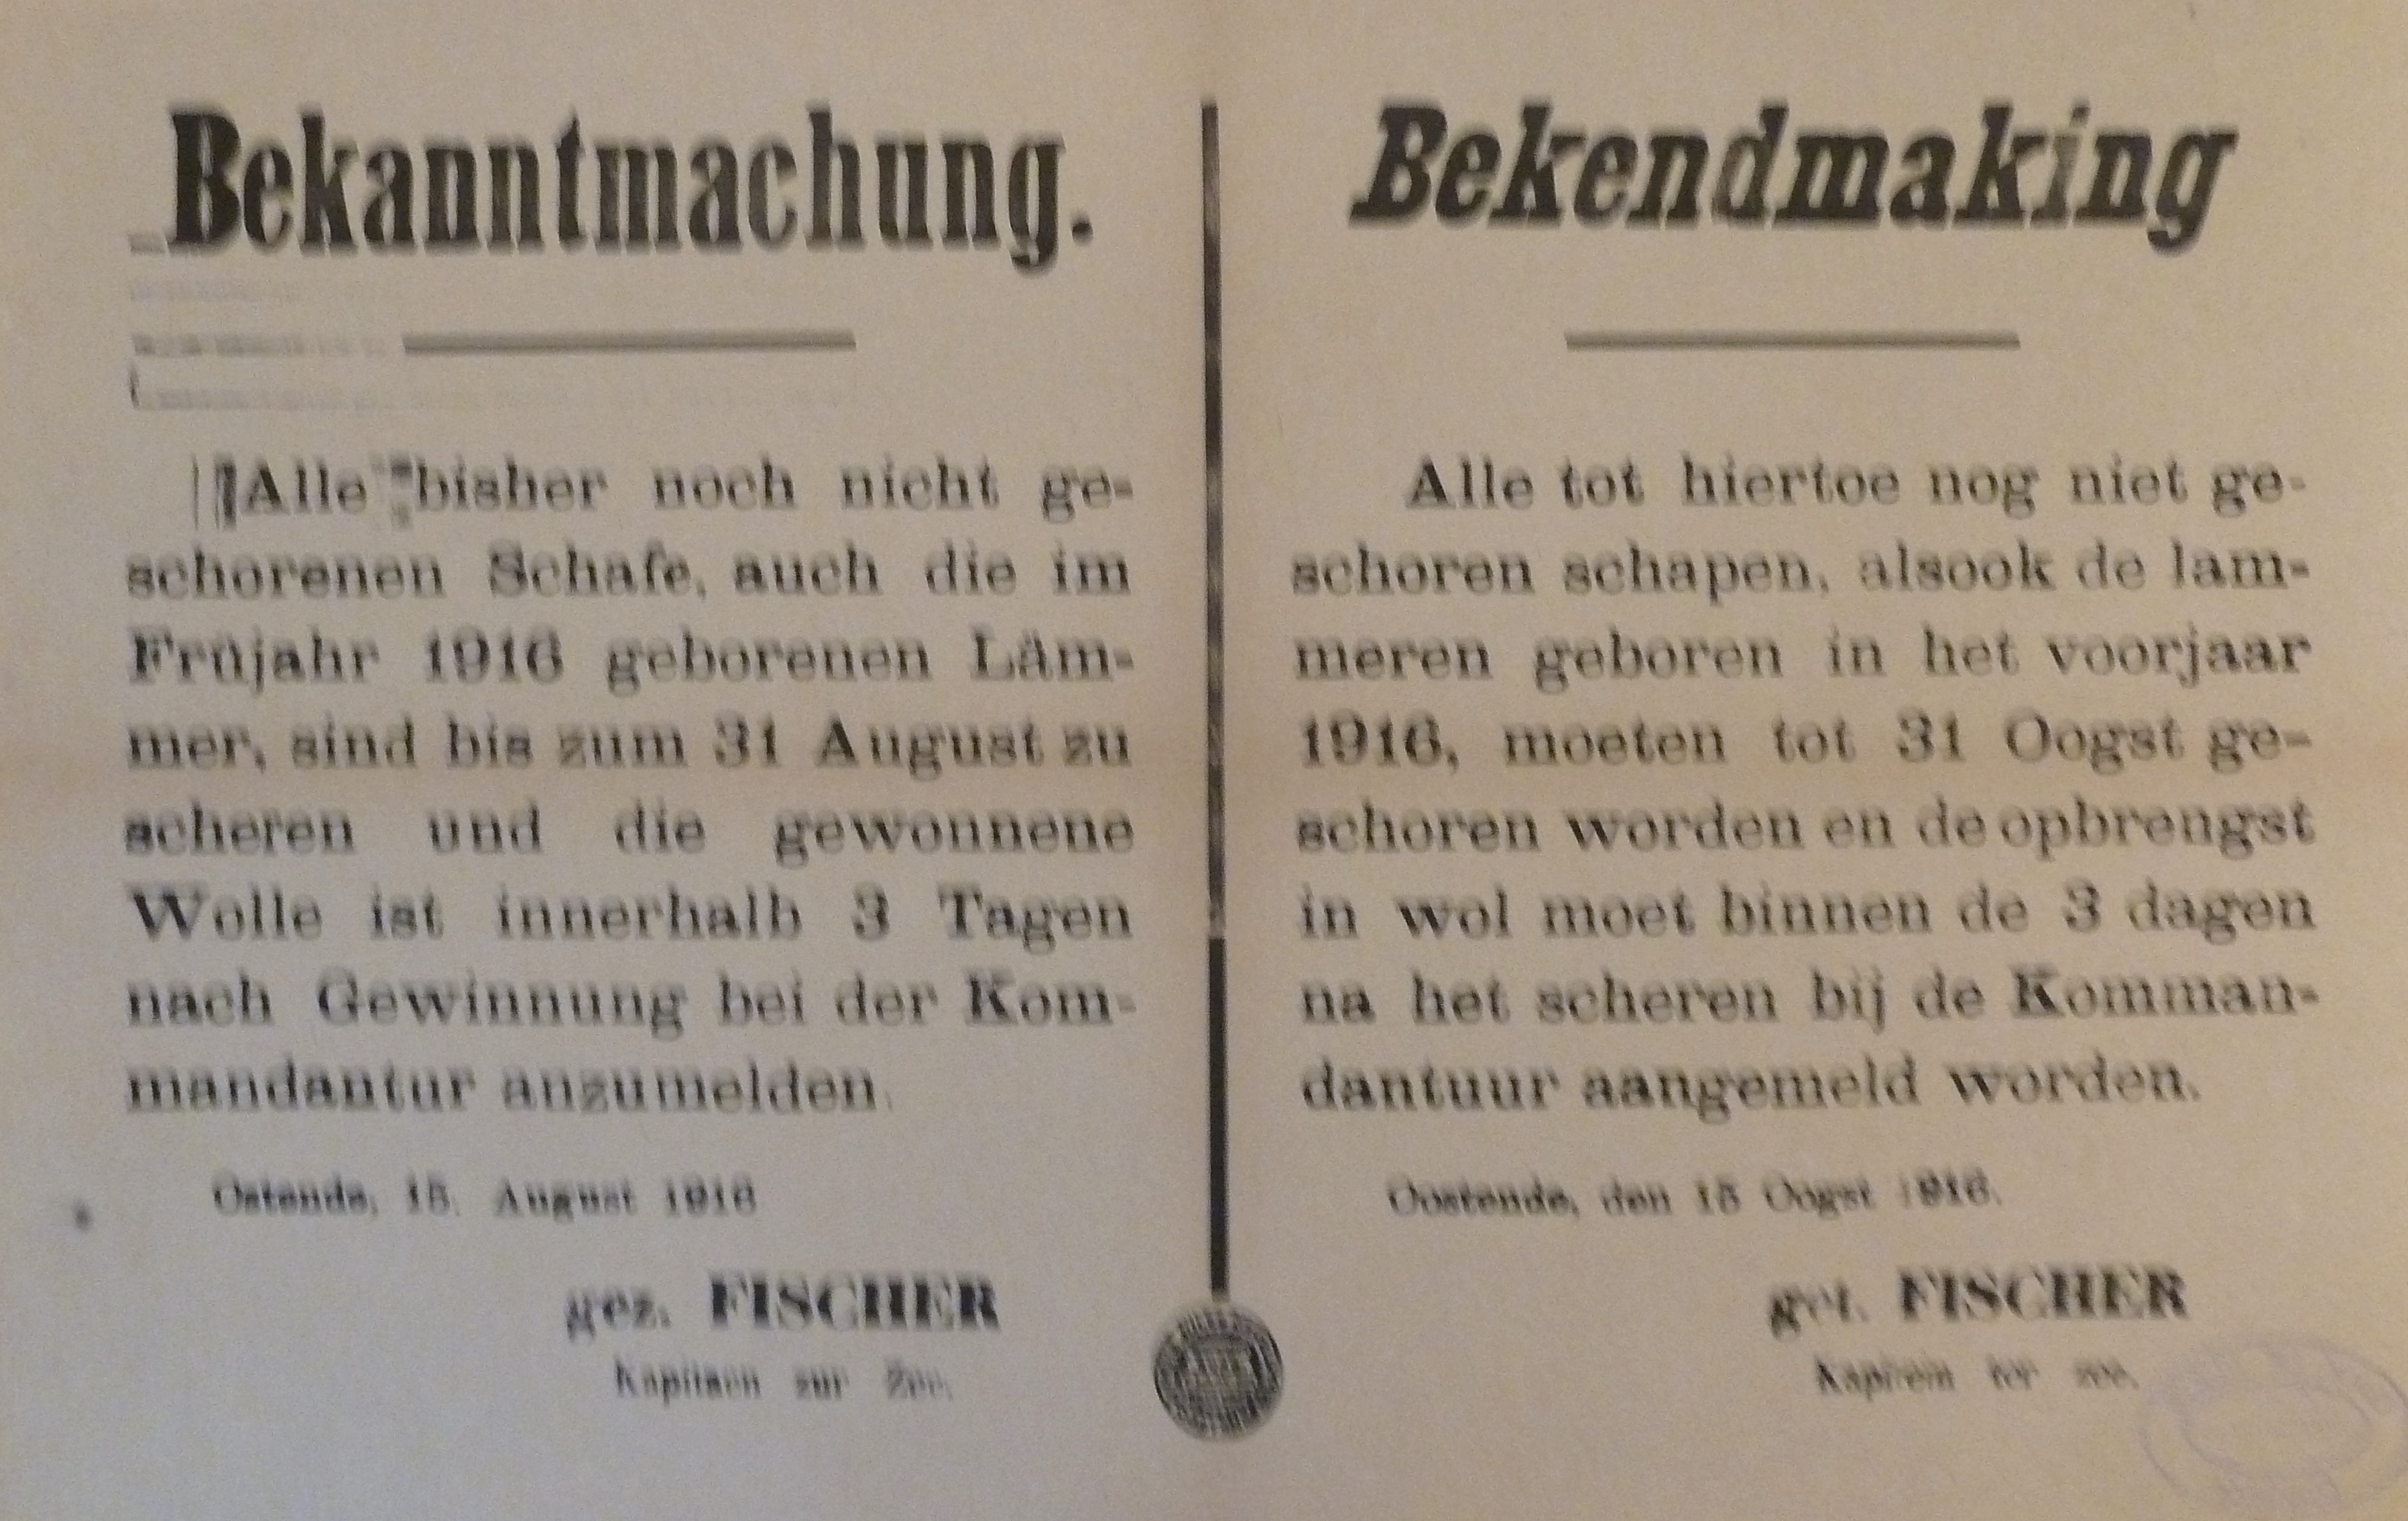 Bekanntmachung.
Alle bisher noch nicht ge-
schorenen Schafe, auch die im
Früjahr 1916 geborenen Läm-
mer, sind bis zum 31 August zu
scheren und die gewonnene
Wolle ist innerhalb 3 Tagen
nach Gewinnung bei der Kom-
mandantur anzumelden.
Ostende, 15. August 1916
gez. FISCHER
Kapitaen zur Zee.
Bekendmaking
Alle tot hiertoe nog niet ge-
schoren schapen, alsook de lam-
meren geboren in het voorjaar
1916, moeten tot 31 Oogst ge-
schoren worden en de opbrengst
in wol moet binnen de 3 dagen
na het scheren bij de Komman-
dantuur aangemeld worden.
Oostende, den 15 Oogst 1916.
get. FISCHER
Kapitein ter zee.